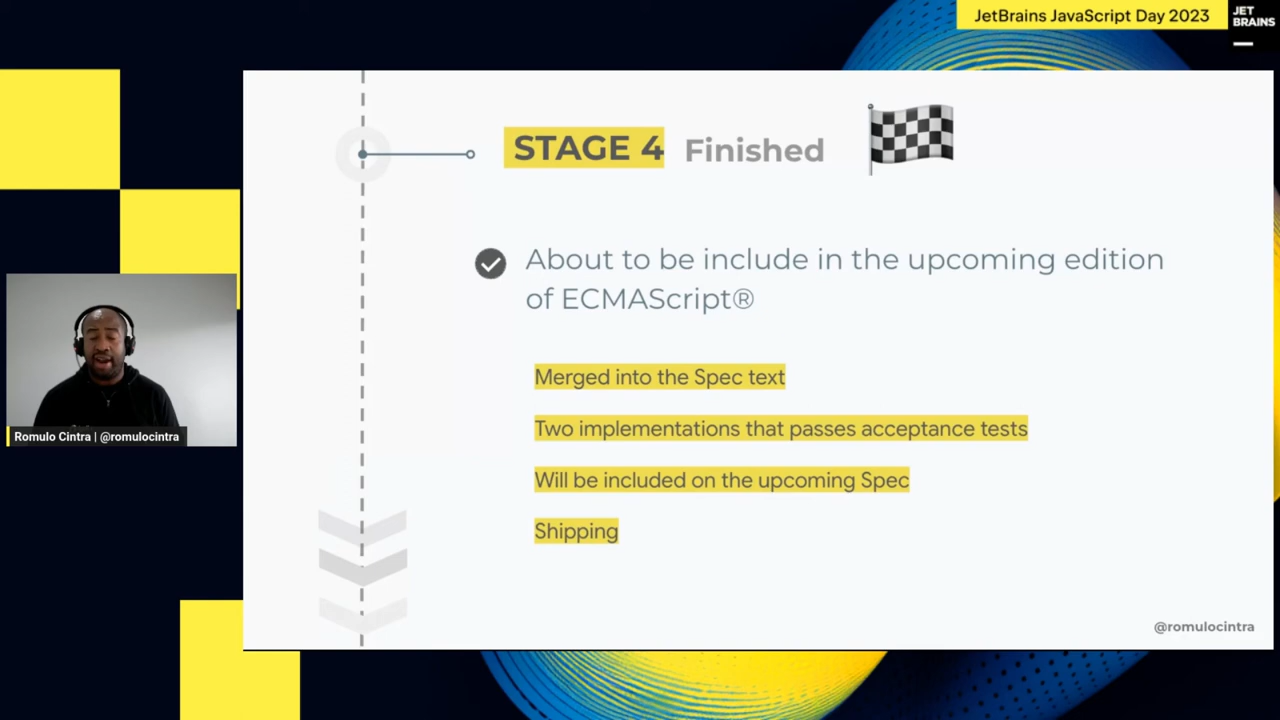 JetBrains JavaScript Day 2023
JET
BRAINS
STAGE 4 Finished
About to be include in the upcoming edition
of ECMAScript®
Merged into the Spec text
Two implementations that passes acceptance tests
Will be included on the upcoming Spec
Shipping
Romulo Cintra | @romulocintra
@romulocintra